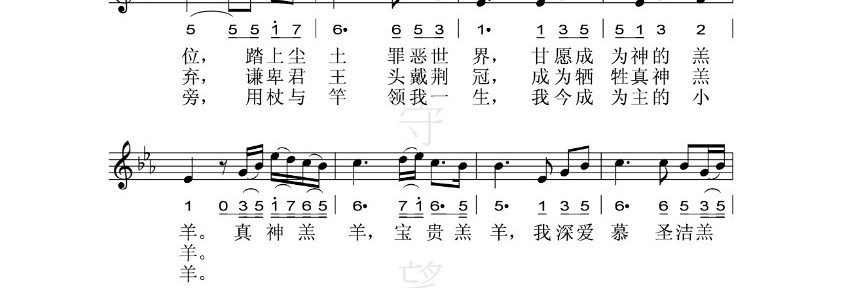 5 5 5 1 7 | 6· 6 5 3 | 1· 1 3 5 | 5 1 3 2
位，踏上尘土罪恶世界，甘愿成为神的羔
弃，谦卑君王头戴荆冠，成为牺牲真神羔
旁，用杖与竿领我一生，我今成为主的小
守
1 0 3 5 1 7 6 5 | 6· 7 1 6· 5 | 5· 1 3 5 | 6· 6 5 3 5 |
羊。真神羔羊，宝贵羔羊，我深爱慕圣洁羔
羊。
羊。
望